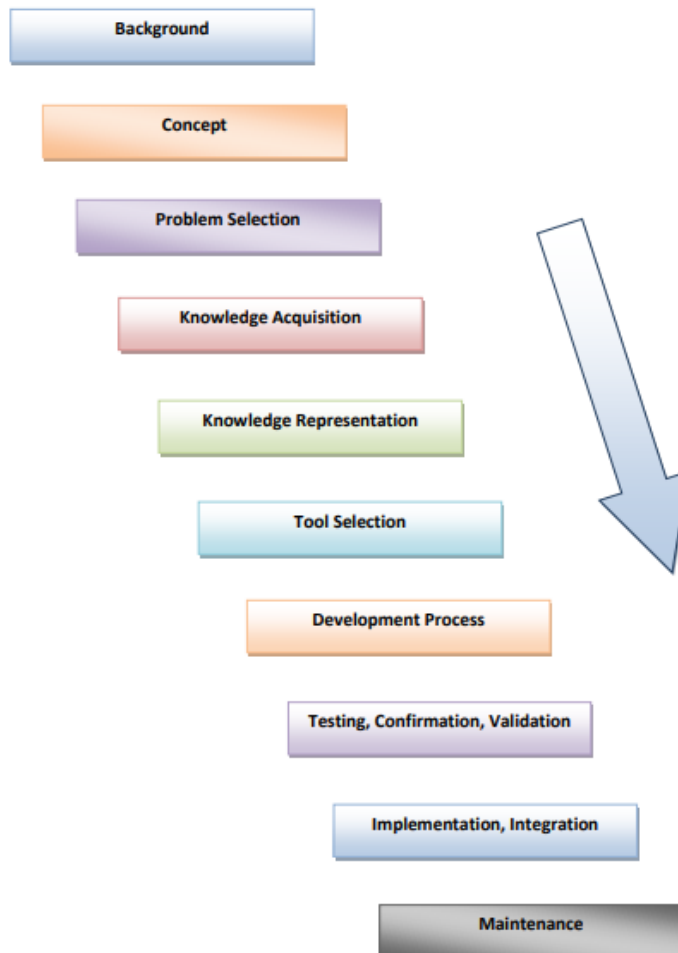 Background
Concept
Problem Selection
Knowledge Acquisition
Knowledge Representation
Tool Selection
Development Process
Testing, Confirmation, Validation
Implementation, Integration
Maintenance